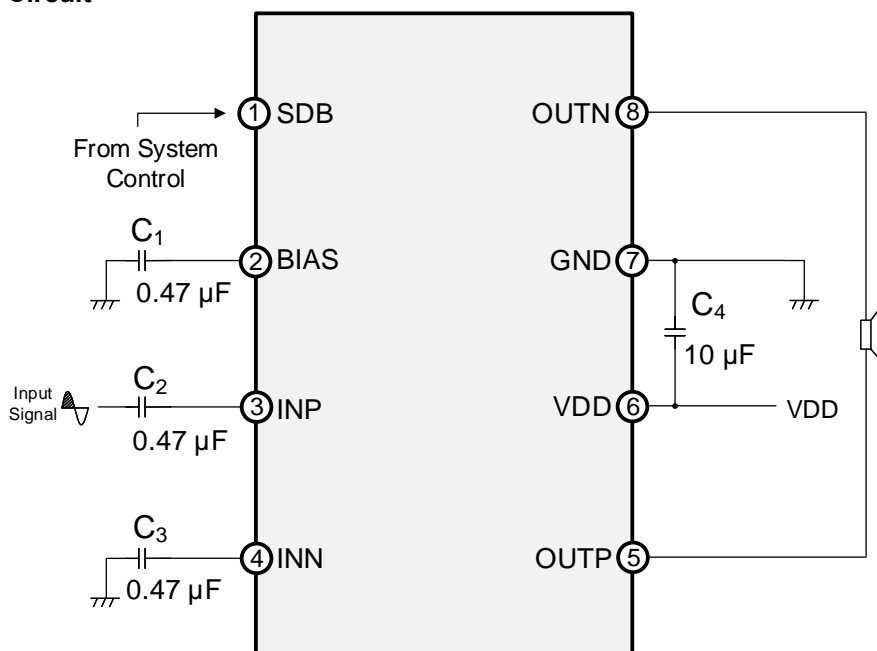 1 SDB
OUTN 8
From System
Control
C₁
2 BIAS
GND 7
0.47 µF
C₄
10 µF
C₂
Input
Signal
3 INP
VDD 6
VDD
0.47 µF
C₃
4 INN
OUTP 5
0.47 µF